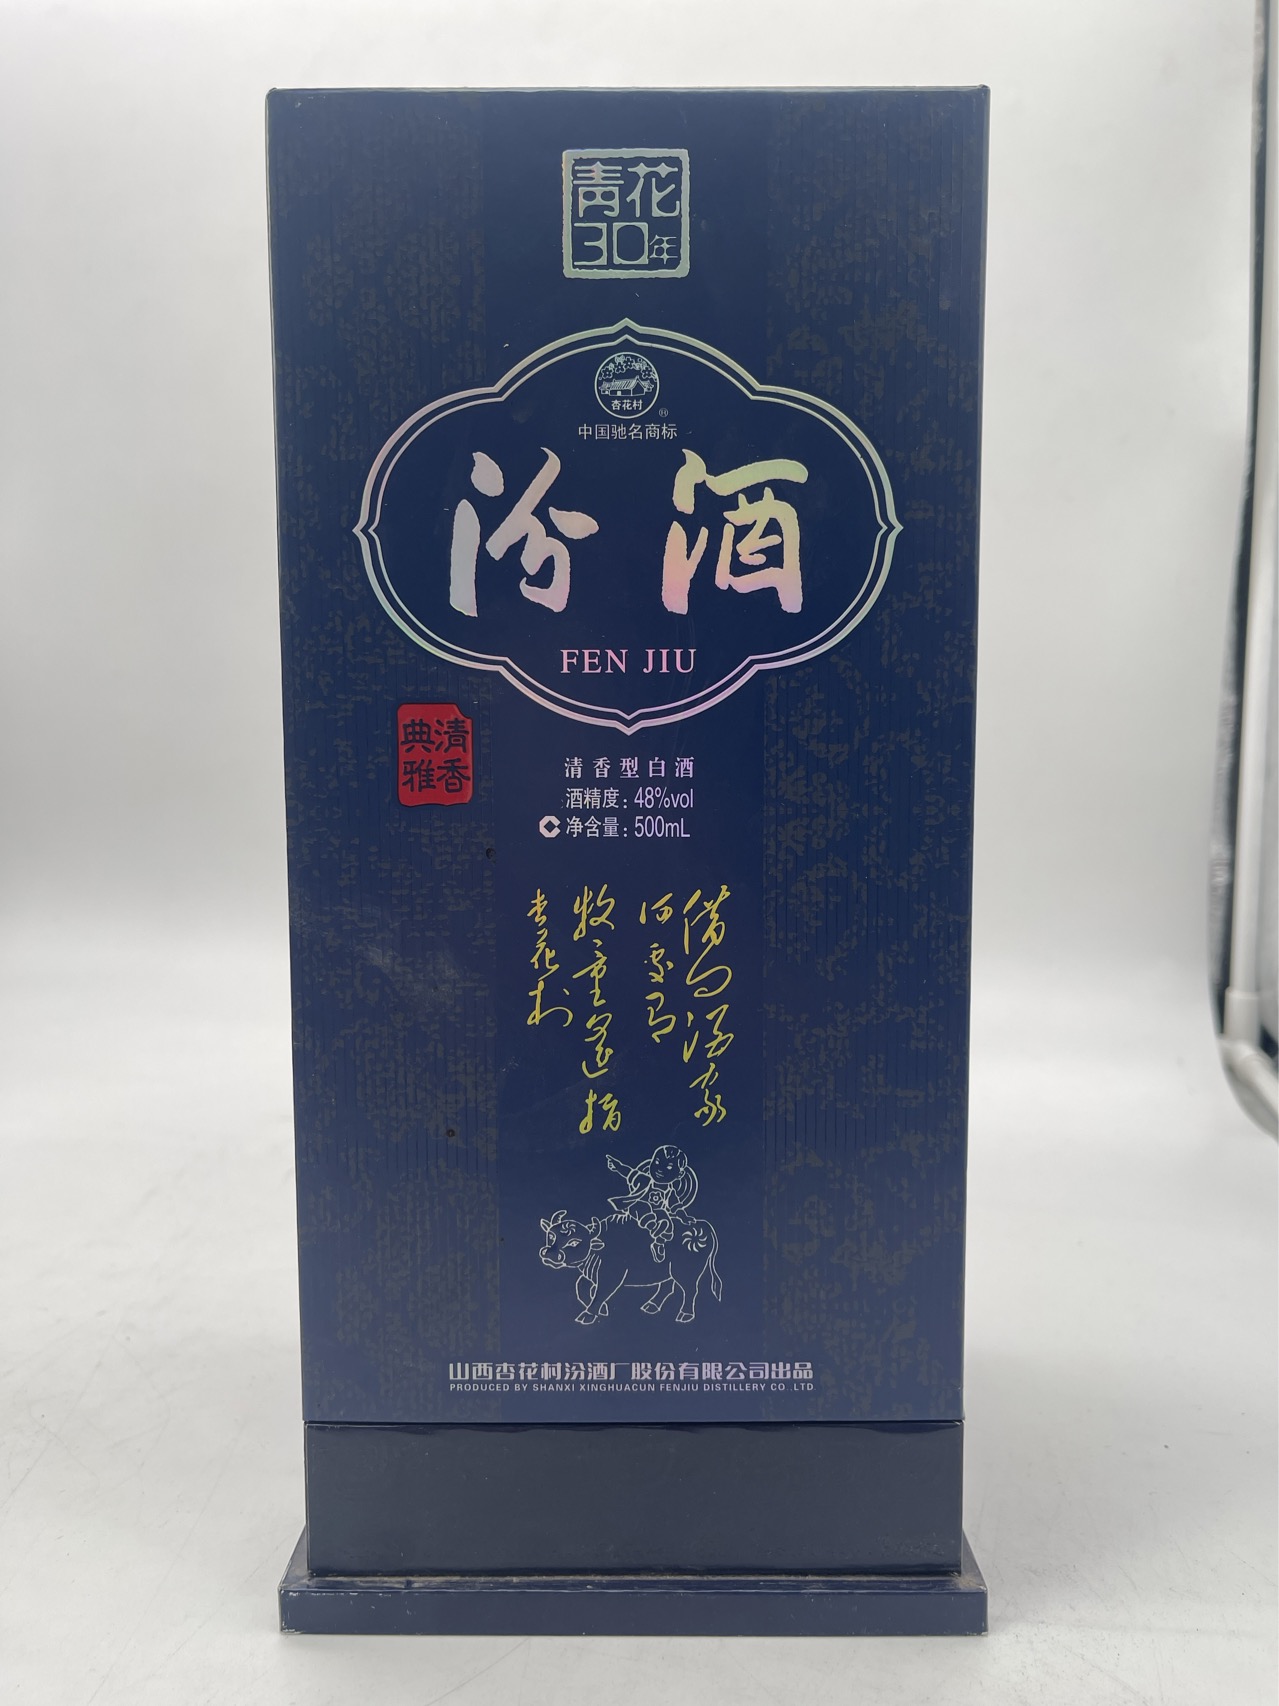 青花
30年
杏花村
®
中国驰名商标
汾酒
FEN JIU
清香
典雅
清香型白酒
酒精度：48%vol
净含量：500mL
借问酒家
何处有
牧童遥指
杏花村
山西杏花村汾酒厂股份有限公司出品
PRODUCED BY SHANXI XINGHUACUN FENJIU DISTILLERY CO.,LTD